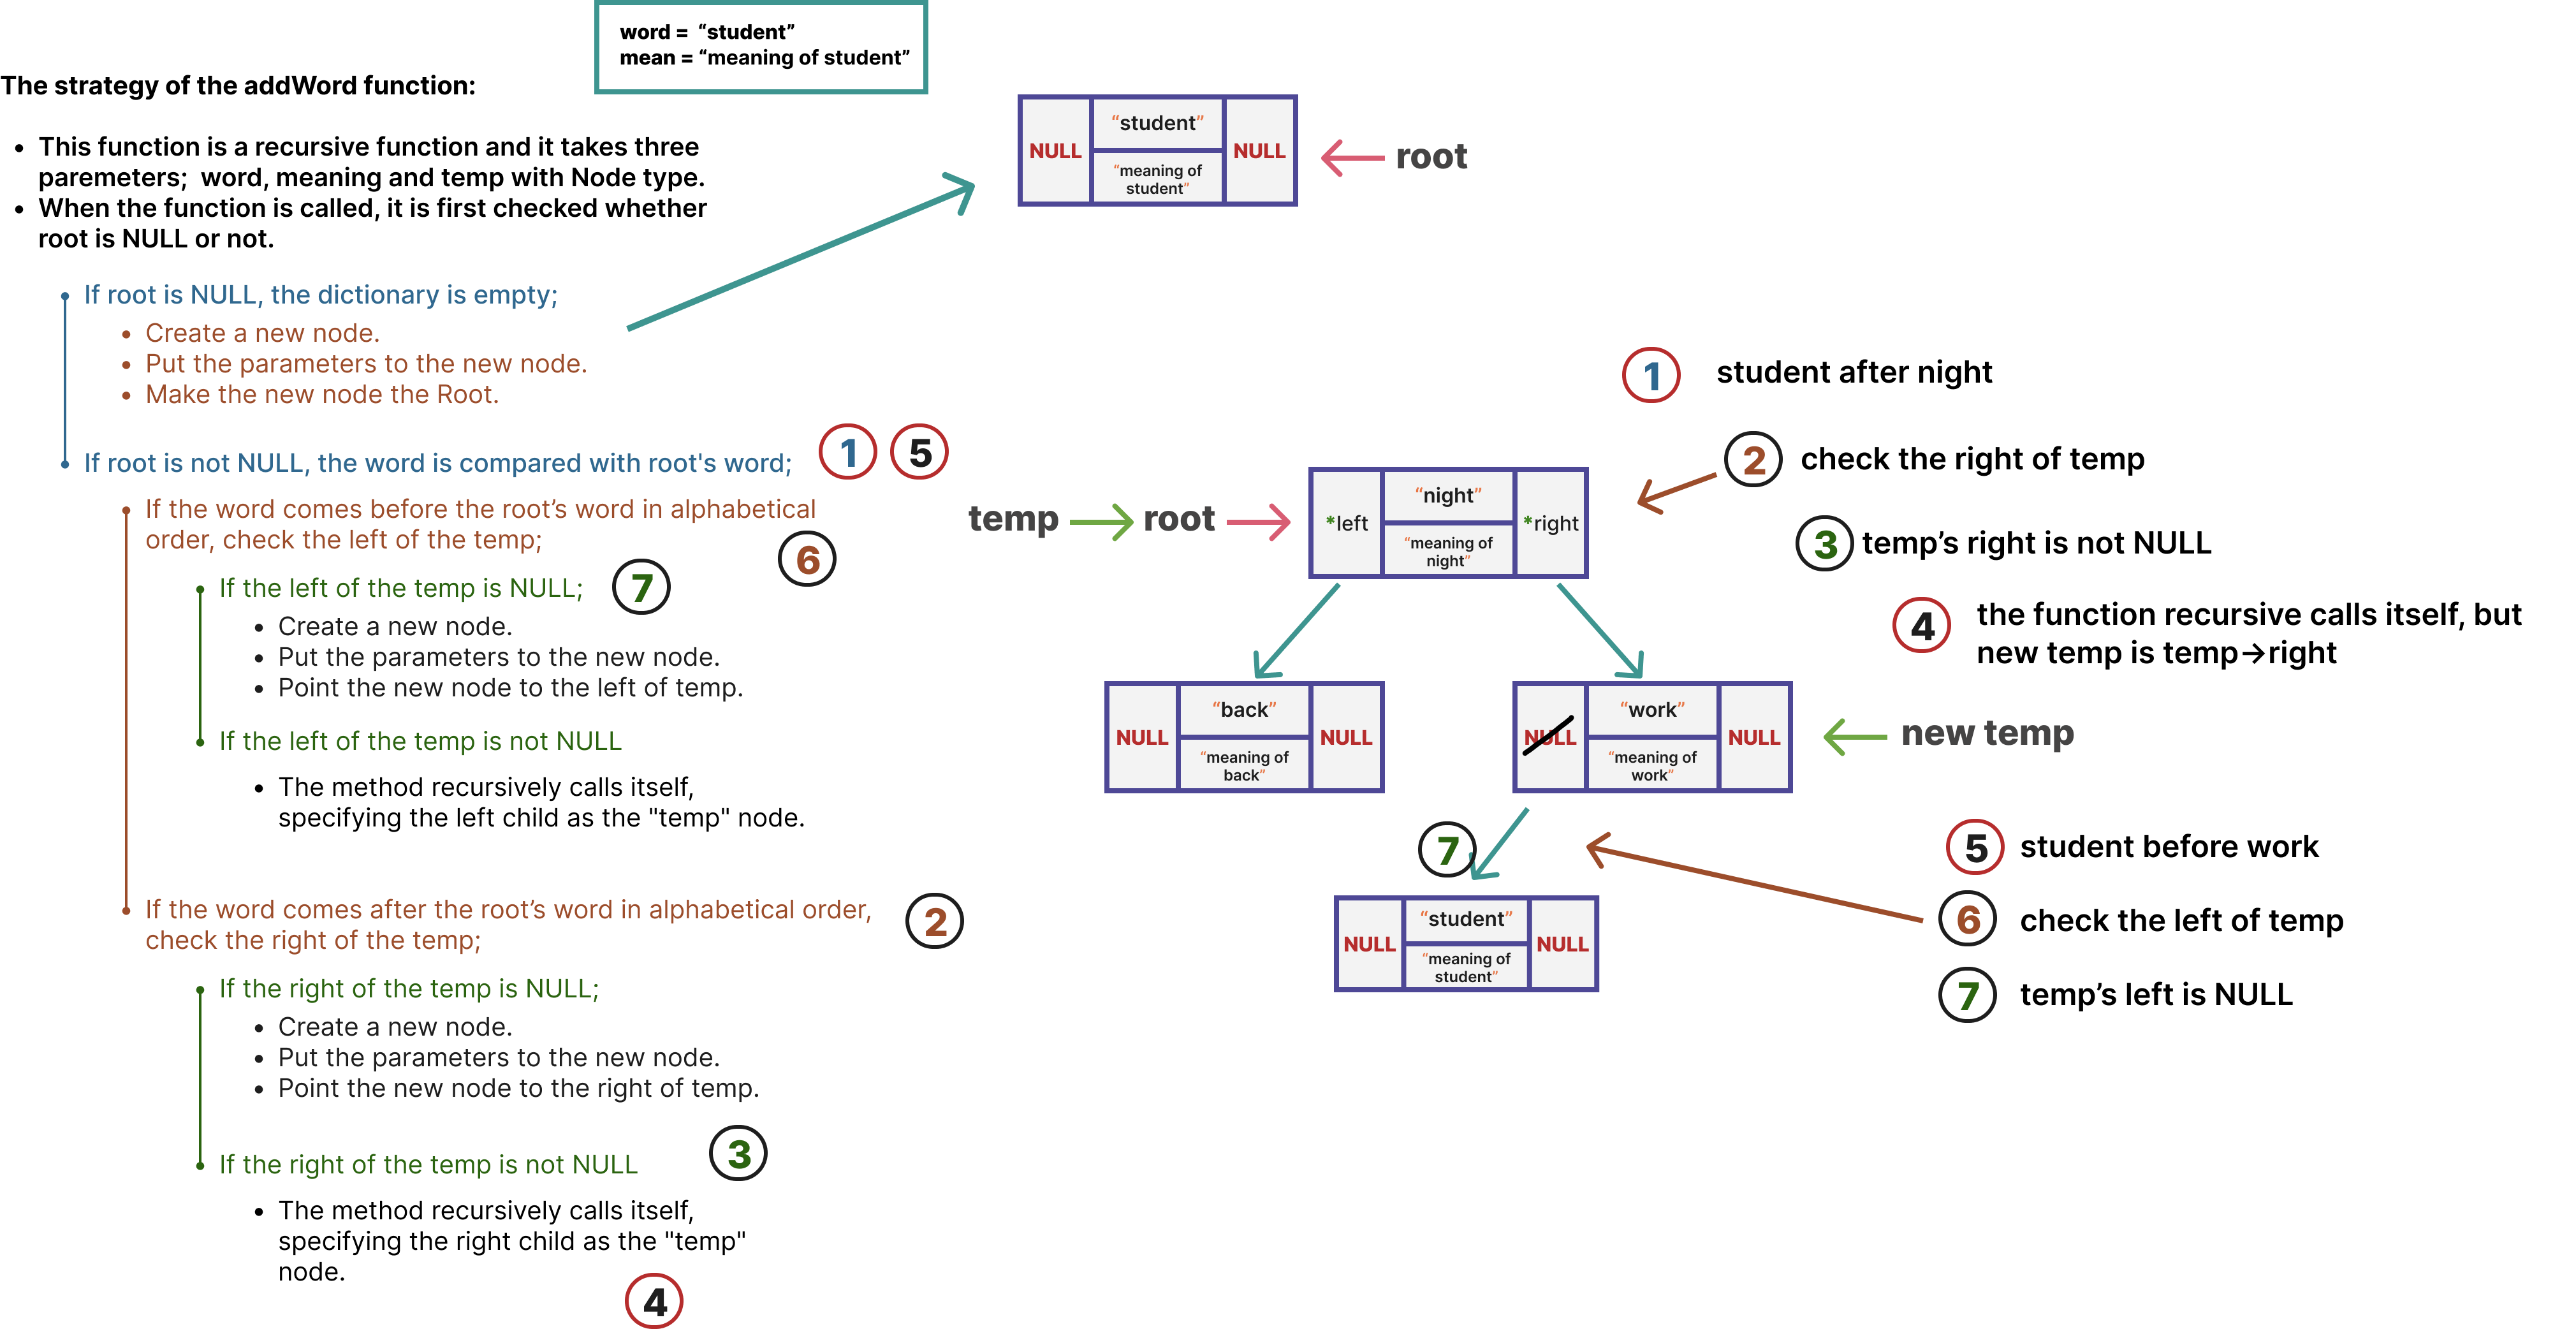 word = “student”
mean = “meaning of student”
The strategy of the addWord function:
• This function is a recursive function and it takes three
paremeters; word, meaning and temp with Node type.
• When the function is called, it is first checked whether
root is NULL or not.
If root is NULL, the dictionary is empty;
• Create a new node.
• Put the parameters to the new node.
• Make the new node the Root.
If root is not NULL, the word is compared with root's word;
1
5
If the word comes before the root’s word in alphabetical
order, check the left of the temp;
6
If the left of the temp is NULL;
7
• Create a new node.
• Put the parameters to the new node.
• Point the new node to the left of temp.
If the left of the temp is not NULL
• The method recursively calls itself,
specifying the left child as the "temp" node.
If the word comes after the root’s word in alphabetical order,
check the right of the temp;
2
If the right of the temp is NULL;
• Create a new node.
• Put the parameters to the new node.
• Point the new node to the right of temp.
If the right of the temp is not NULL
3
• The method recursively calls itself,
specifying the right child as the "temp"
node.
4
NULL
“student”
“meaning of
student”
NULL
root
1
student after night
2
check the right of temp
3
temp’s right is not NULL
4
the function recursive calls itself, but
new temp is temp→right
temp
root
*left
“night”
“meaning of
night”
*right
NULL
“back”
“meaning of
back”
NULL
NULL
“work”
“meaning of
work”
NULL
new temp
7
NULL
“student”
“meaning of
student”
NULL
5
student before work
6
check the left of temp
7
temp’s left is NULL